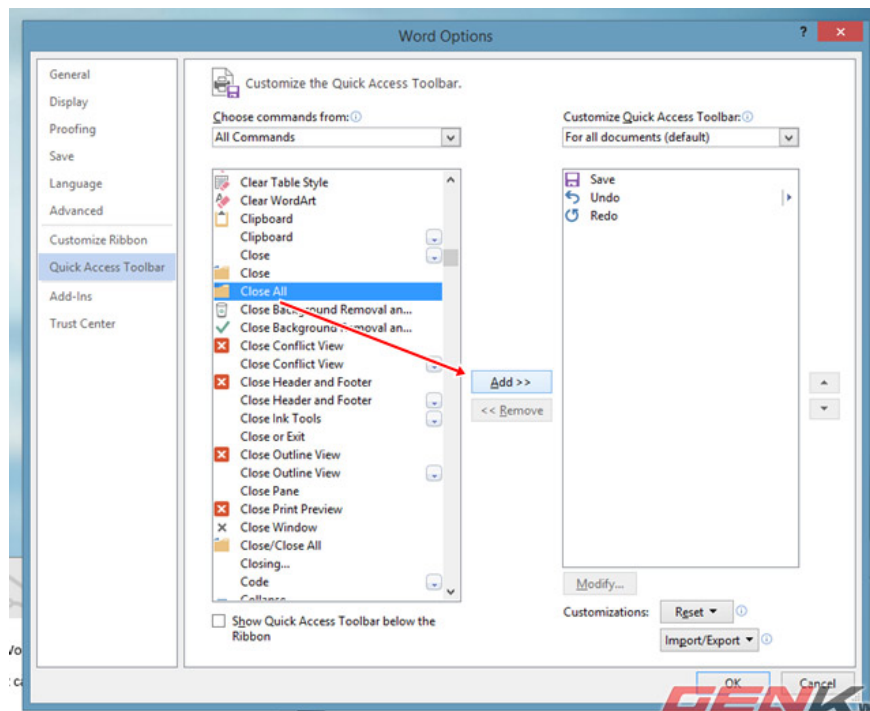 Word Options
?
General
Display
Proofing
Save
Language
Advanced
Customize Ribbon
Quick Access Toolbar
Add-Ins
Trust Center
Customize the Quick Access Toolbar.
Choose commands from:
All Commands
Clear Table Style
Clear WordArt
Clipboard
Clipboard
Close
Close
Close All
Close Background Removal an...
Close Background Removal an...
Close Conflict View
Close Conflict View
Close Header and Footer
Close Header and Footer
Close Ink Tools
Close or Exit
Close Outline View
Close Outline View
Close Pane
Close Print Preview
Close Window
Close/Close All
Closing...
Code
Collapse
Show Quick Access Toolbar below the
Ribbon
Add >>
<< Remove
Customize Quick Access Toolbar:
For all documents (default)
Save
Undo
Redo
Modify...
Customizations:
Reset
Import/Export
OK
Cancel
GENK